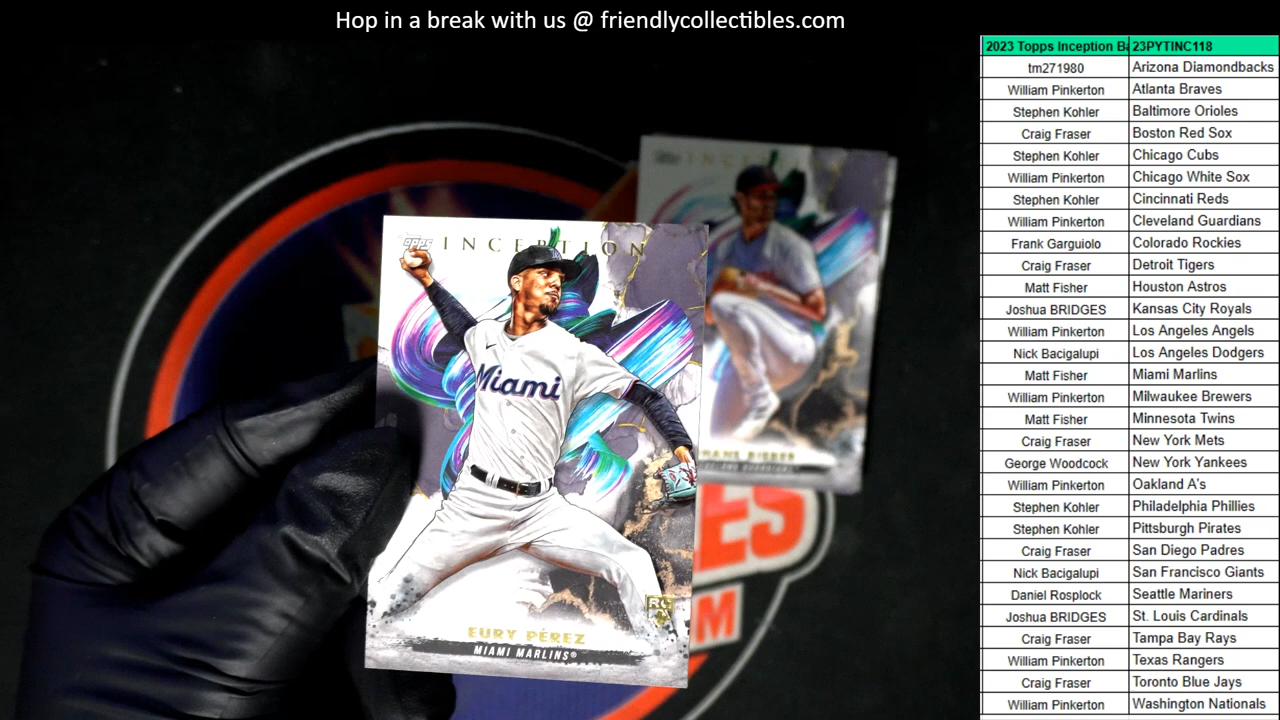 Hop in a break with us @ friendlycollectibles.com
2023 Topps Inception Ba 23PYTINC118
tm271980 Arizona Diamondbacks
William Pinkerton Atlanta Braves
Stephen Kohler Baltimore Orioles
Craig Fraser Boston Red Sox
Stephen Kohler Chicago Cubs
William Pinkerton Chicago White Sox
Stephen Kohler Cincinnati Reds
William Pinkerton Cleveland Guardians
Frank Garguiolo Colorado Rockies
Craig Fraser Detroit Tigers
Matt Fisher Houston Astros
Joshua BRIDGES Kansas City Royals
William Pinkerton Los Angeles Angels
Nick Bacigalupi Los Angeles Dodgers
Matt Fisher Miami Marlins
William Pinkerton Milwaukee Brewers
Matt Fisher Minnesota Twins
Craig Fraser New York Mets
George Woodcock New York Yankees
William Pinkerton Oakland A's
Stephen Kohler Philadelphia Phillies
Stephen Kohler Pittsburgh Pirates
Craig Fraser San Diego Padres
Nick Bacigalupi San Francisco Giants
Daniel Rosplock Seattle Mariners
Joshua BRIDGES St. Louis Cardinals
Craig Fraser Tampa Bay Rays
William Pinkerton Texas Rangers
Craig Fraser Toronto Blue Jays
William Pinkerton Washington Nationals
Topps INCEPTION
Miami
RC
EURY PÉREZ
MIAMI MARLINS®